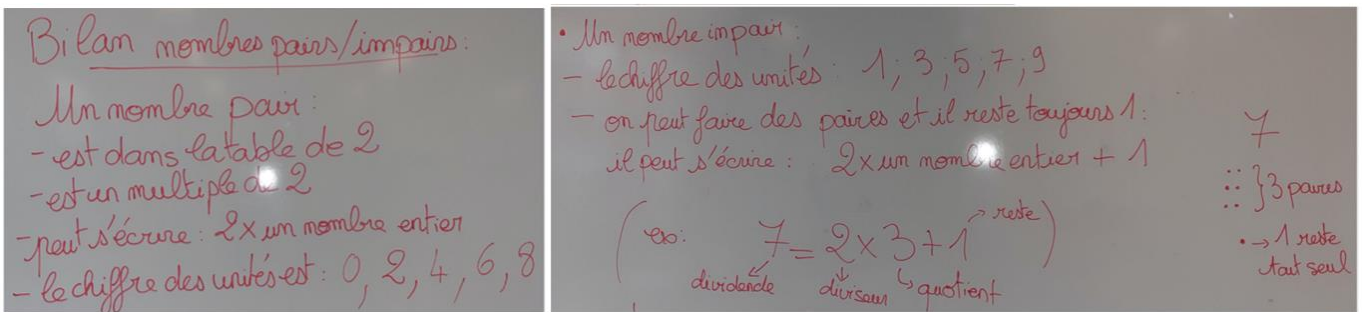 Bilan nombres pairs/impairs :
Un nombre pair :
- est dans la table de 2
- est un multiple de 2
- peut s'écrire : 2x un nombre entier
- le chiffre des unités est : 0, 2, 4, 6, 8
• Un nombre impair :
- le chiffre des unités : 1; 3; 5; 7; 9
- on peut faire des paires et il reste toujours 1 :
il peut s'écrire : 2x un nombre entier + 1
(ex : 7 = 2 x 3 + 1 → reste)
dividende diviseur quotient
7
:: } 3 paires
• → 1 reste
tout seul